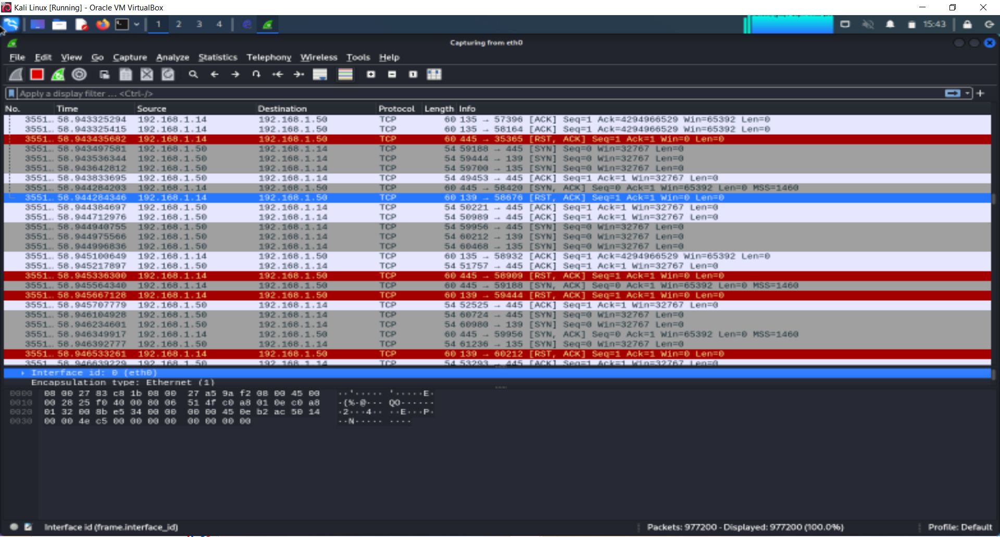 Kali Linux [Running] - Oracle VM VirtualBox
1 2 3 4 15:43
Capturing from eth0
File Edit View Go Capture Analyze Statistics Telephony Wireless Tools Help
Apply a display filter ... <Ctrl-/>
No. Time Source Destination Protocol Length Info
3551… 58.943325294 192.168.1.14 192.168.1.50 TCP 60 135 → 57396 [ACK] Seq=1 Ack=4294966529 Win=65392 Len=0
3551… 58.943325415 192.168.1.14 192.168.1.50 TCP 60 135 → 58164 [ACK] Seq=1 Ack=4294966529 Win=65392 Len=0
3551… 58.943435682 192.168.1.14 192.168.1.50 TCP 60 445 → 35365 [RST, ACK] Seq=1 Ack=1 Win=0 Len=0
3551… 58.943497581 192.168.1.50 192.168.1.14 TCP 54 59188 → 445 [SYN] Seq=0 Win=32767 Len=0
3551… 58.943536344 192.168.1.50 192.168.1.14 TCP 54 59444 → 139 [SYN] Seq=0 Win=32767 Len=0
3551… 58.943642812 192.168.1.50 192.168.1.14 TCP 54 59700 → 135 [SYN] Seq=0 Win=32767 Len=0
3551… 58.943833695 192.168.1.50 192.168.1.14 TCP 54 49453 → 445 [ACK] Seq=1 Ack=1 Win=32767 Len=0
3551… 58.944284203 192.168.1.14 192.168.1.50 TCP 60 445 → 58420 [SYN, ACK] Seq=0 Ack=1 Win=65392 Len=0 MSS=1460
3551… 58.944284346 192.168.1.14 192.168.1.50 TCP 60 139 → 58676 [RST, ACK] Seq=1 Ack=1 Win=0 Len=0
3551… 58.944384697 192.168.1.50 192.168.1.14 TCP 54 50221 → 445 [ACK] Seq=1 Ack=1 Win=32767 Len=0
3551… 58.944712976 192.168.1.50 192.168.1.14 TCP 54 50989 → 445 [ACK] Seq=1 Ack=1 Win=32767 Len=0
3551… 58.944940755 192.168.1.50 192.168.1.14 TCP 54 59956 → 445 [SYN] Seq=0 Win=32767 Len=0
3551… 58.944975566 192.168.1.50 192.168.1.14 TCP 54 60212 → 139 [SYN] Seq=0 Win=32767 Len=0
3551… 58.944996836 192.168.1.50 192.168.1.14 TCP 54 60468 → 135 [SYN] Seq=0 Win=32767 Len=0
3551… 58.945100649 192.168.1.14 192.168.1.50 TCP 60 135 → 58932 [ACK] Seq=1 Ack=4294966529 Win=65392 Len=0
3551… 58.945217897 192.168.1.50 192.168.1.14 TCP 54 51757 → 445 [ACK] Seq=1 Ack=1 Win=32767 Len=0
3551… 58.945336300 192.168.1.14 192.168.1.50 TCP 60 445 → 58909 [RST, ACK] Seq=1 Ack=1 Win=0 Len=0
3551… 58.945564340 192.168.1.14 192.168.1.50 TCP 60 445 → 59188 [SYN, ACK] Seq=0 Ack=1 Win=65392 Len=0 MSS=1460
3551… 58.945667128 192.168.1.14 192.168.1.50 TCP 60 139 → 59444 [RST, ACK] Seq=1 Ack=1 Win=0 Len=0
3551… 58.945707779 192.168.1.50 192.168.1.14 TCP 54 52525 → 445 [ACK] Seq=1 Ack=1 Win=32767 Len=0
3551… 58.946104928 192.168.1.50 192.168.1.14 TCP 54 60724 → 445 [SYN] Seq=0 Win=32767 Len=0
3551… 58.946234601 192.168.1.50 192.168.1.14 TCP 54 60980 → 139 [SYN] Seq=0 Win=32767 Len=0
3551… 58.946349917 192.168.1.14 192.168.1.50 TCP 60 445 → 59956 [SYN, ACK] Seq=0 Ack=1 Win=65392 Len=0 MSS=1460
3551… 58.946392777 192.168.1.50 192.168.1.14 TCP 54 61236 → 135 [SYN] Seq=0 Win=32767 Len=0
3551… 58.946533261 192.168.1.14 192.168.1.50 TCP 60 139 → 60212 [RST, ACK] Seq=1 Ack=1 Win=0 Len=0
3551… 58.946639229 192.168.1.50 192.168.1.14 TCP 54 53293 → 445 [ACK] Seq=1 Ack=1 Win=32767 Len=0
Interface id: 0 (eth0)
Encapsulation type: Ethernet (1)
0000 08 00 27 83 c8 1b 08 00 27 a5 9a f2 08 00 45 00 ··'····· '·····E·
0010 00 28 25 f0 40 00 80 06 51 4f c0 a8 01 0e c0 a8 ·(%·@··· QO······
0020 01 32 00 8b e5 34 00 00 00 00 45 0e b2 ac 50 14 ·2···4·· ··E···P·
0030 00 00 4e c5 00 00 00 00 00 00 00 00 ··N····· ····
Interface id (frame.interface_id) Packets: 977200 · Displayed: 977200 (100.0%) Profile: Default